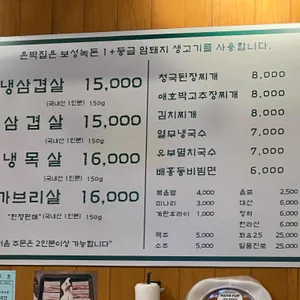 은박집은 보성녹돈 1+등급 암돼지 생고기를 사용합니다.
냉삼겹살 15,000
(국내산 1인분) 150g
삼겹살 15,000
(국내산 1인분) 150g
냉목살 16,000
(국내산 1인분) 150g
가브리살 16,000
"한정판매" (국내산 1인분) 150g
주문은 2인분이상 가능합니다"
청국된장찌개 8,000
애호박고추장찌개 8,000
김치찌개 8,000
열무냉국수 7,000
유부멸치국수 7,000
배홍동비빔면 6,000
볶음밥 4,000
미나리 3,000
계란후라이 1,000
맥주 5,000
소주 5,000
음료 2,500
대선 6,000
청하 6,000
한라산 6,000
화요25 25,000
일품진로 25,000